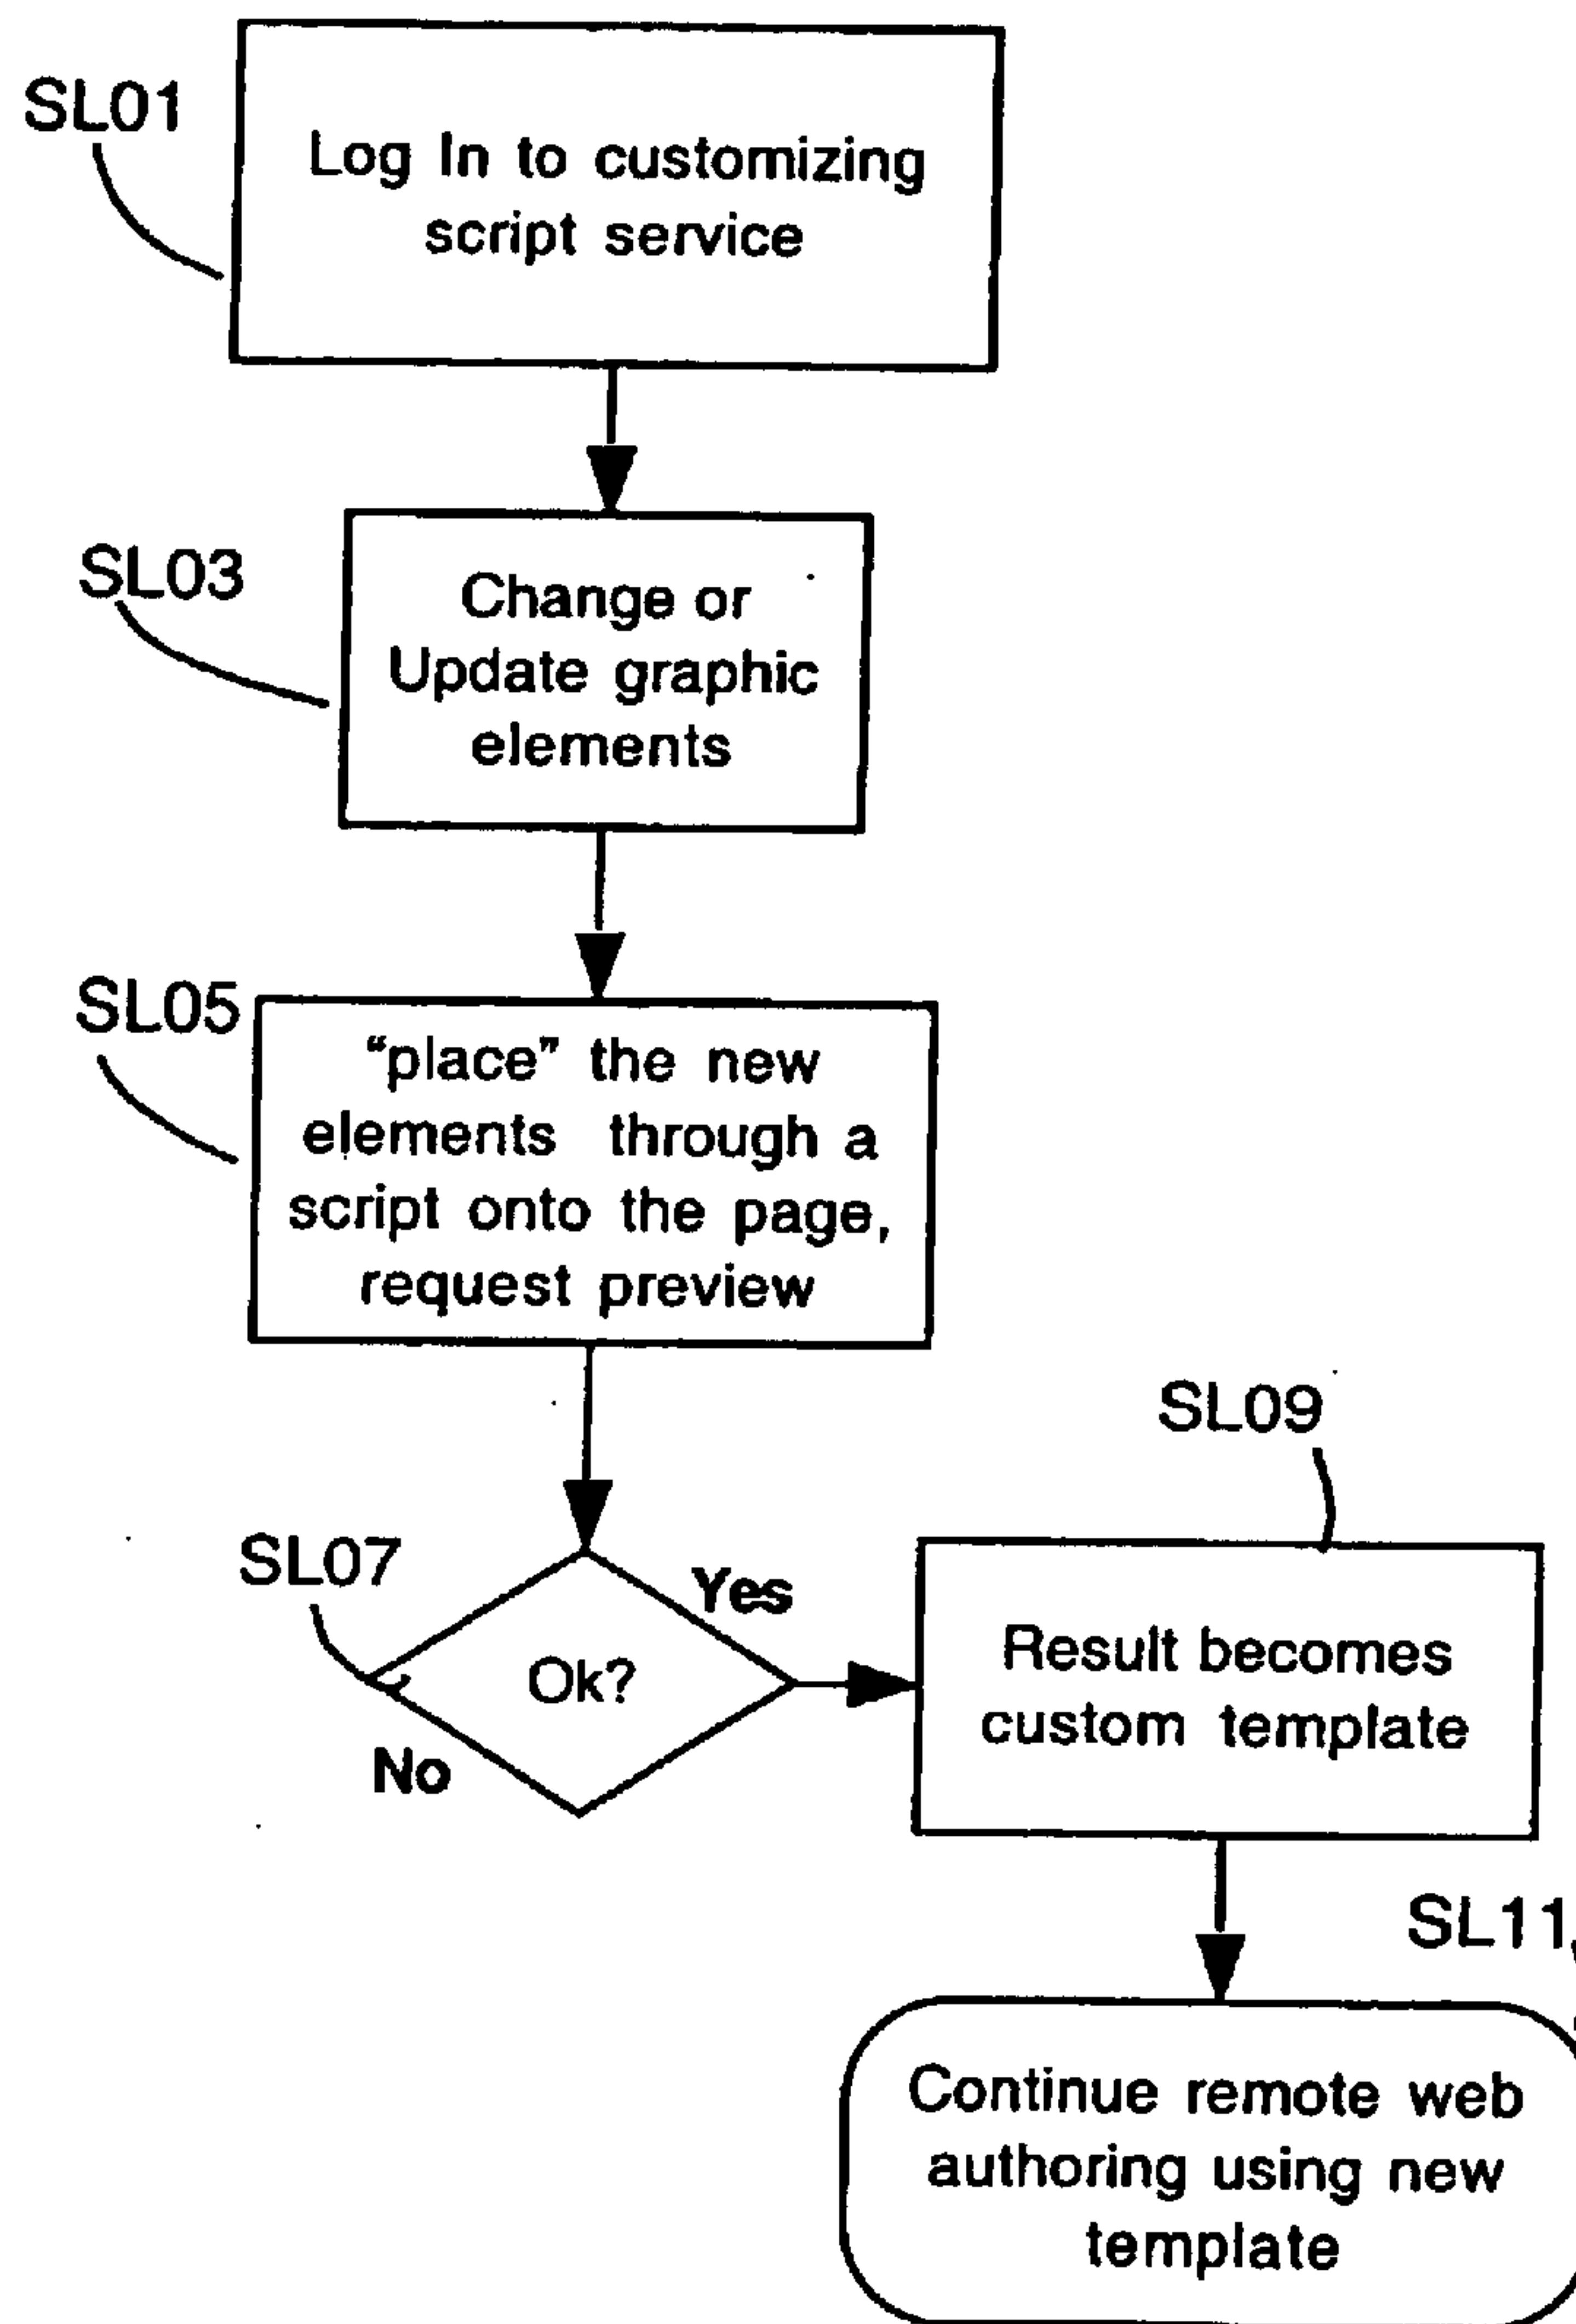 SL01
Log In to customizing
script service
SL03
Change or
Update graphic
elements
SL05
“place” the new
elements through a
script onto the page,
request preview
SL09
SL07
Yes
Ok?
No
Result becomes
custom template
SL11
Continue remote web
authoring using new
template